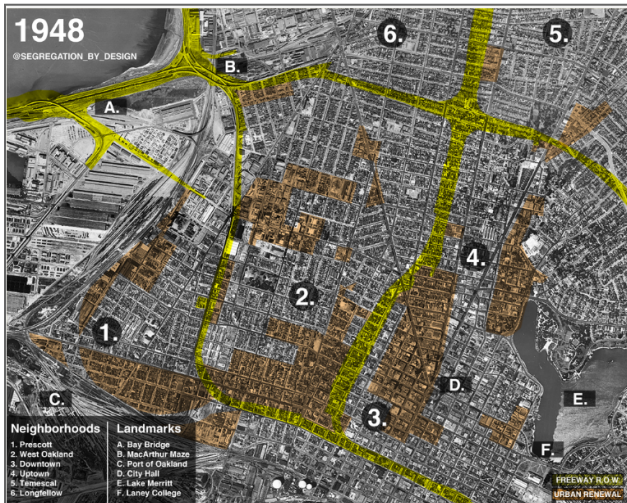 1948
@SEGREGATION_BY_DESIGN
6.
5.
B.
A.
4.
2.
1.
D.
E.
C.
3.
F.
Neighborhoods
1. Prescott
2. West Oakland
3. Downtown
4. Uptown
5. Temescal
6. Longfellow
Landmarks
A. Bay Bridge
B. MacArthur Maze
C. Port of Oakland
D. City Hall
E. Lake Merritt
F. Laney College
FREEWAY R.O.W.
URBAN RENEWAL